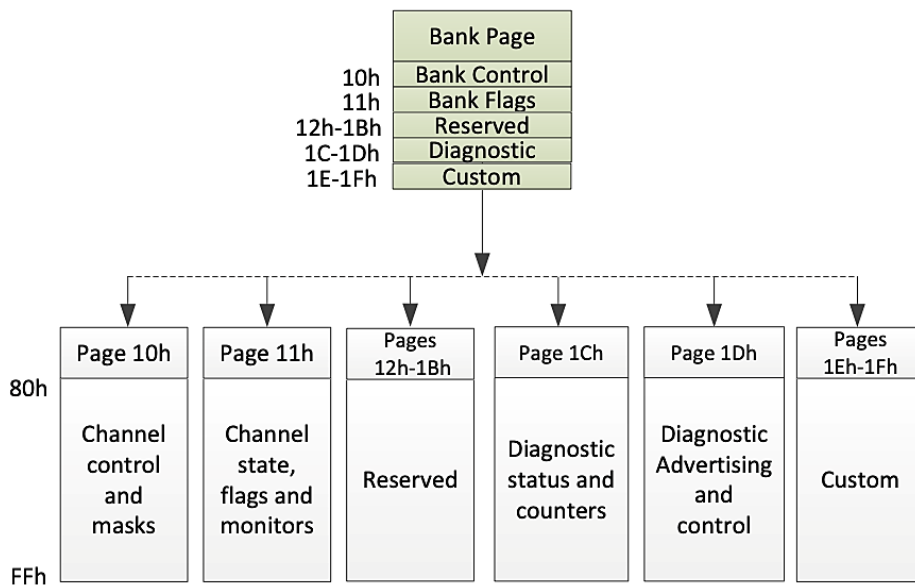 Bank Page
10h Bank Control
11h Bank Flags
12h-1Bh Reserved
1C-1Dh Diagnostic
1E-1Fh Custom
Page 10h
Page 11h
Pages
12h-1Bh
Page 1Ch
Page 1Dh
Pages
1Eh-1Fh
80h
Channel
control
and
masks
Channel
state,
flags and
monitors
Reserved
Diagnostic
status and
counters
Diagnostic
Advertising
and
control
Custom
FFh